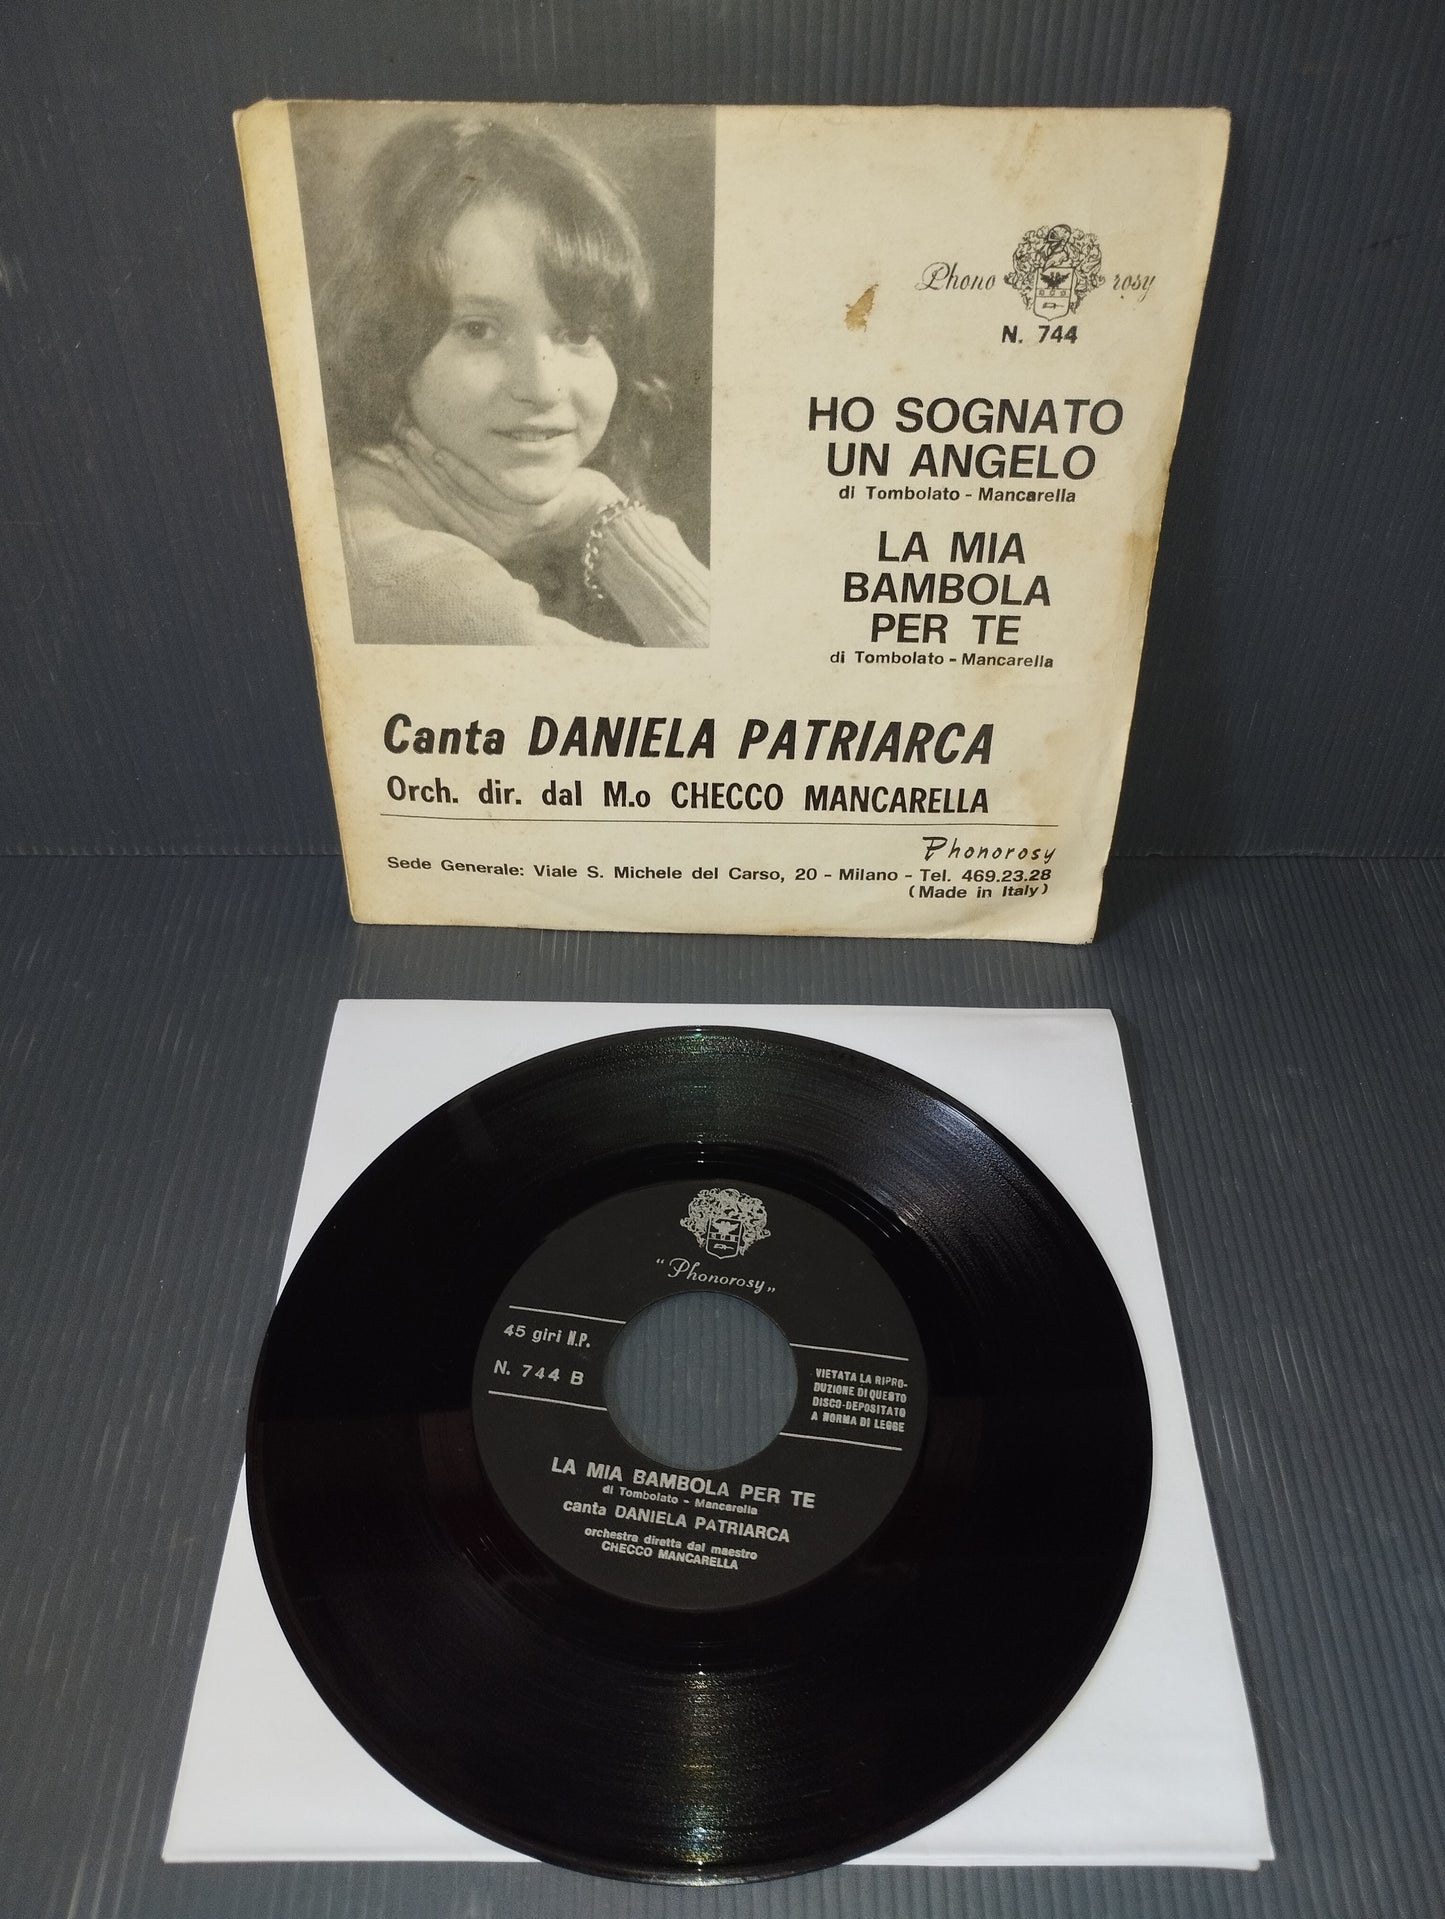 Phono rosy
N. 744
HO SOGNATO
UN ANGELO
di Tombolato - Mancarella
LA MIA
BAMBOLA
PER TE
di Tombolato - Mancarella
Canta DANIELA PATRIARCA
Orch. dir. dal M.o CHECCO MANCARELLA
Phonorosy
Sede Generale: Viale S. Michele del Carso, 20 - Milano - Tel. 469.23.28
(Made in Italy)
"Phonorosy"
45 giri N.P.
N. 744 B
VIETATA LA RIPRO-
DUZIONE DI QUESTO
DISCO-DEPOSITATO
A NORMA DI LEGGE
LA MIA BAMBOLA PER TE
di Tombolato - Mancarella
canta DANIELA PATRIARCA
orchestra diretta dal maestro
CHECCO MANCARELLA